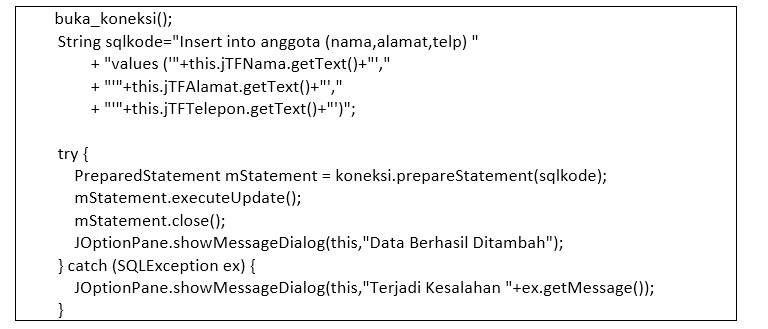 buka_koneksi();
String sqlkode="Insert into anggota (nama,alamat,telp) "
+ "values ('"+this.jTFNama.getText()+"',"
+ "'"+this.jTFAlamat.getText()+"',"
+ "'"+this.jTFTelepon.getText()+"')";
try {
PreparedStatement mStatement = koneksi.prepareStatement(sqlkode);
mStatement.executeUpdate();
mStatement.close();
JOptionPane.showMessageDialog(this,"Data Berhasil Ditambah");
} catch (SQLException ex) {
JOptionPane.showMessageDialog(this,"Terjadi Kesalahan "+ex.getMessage());
}